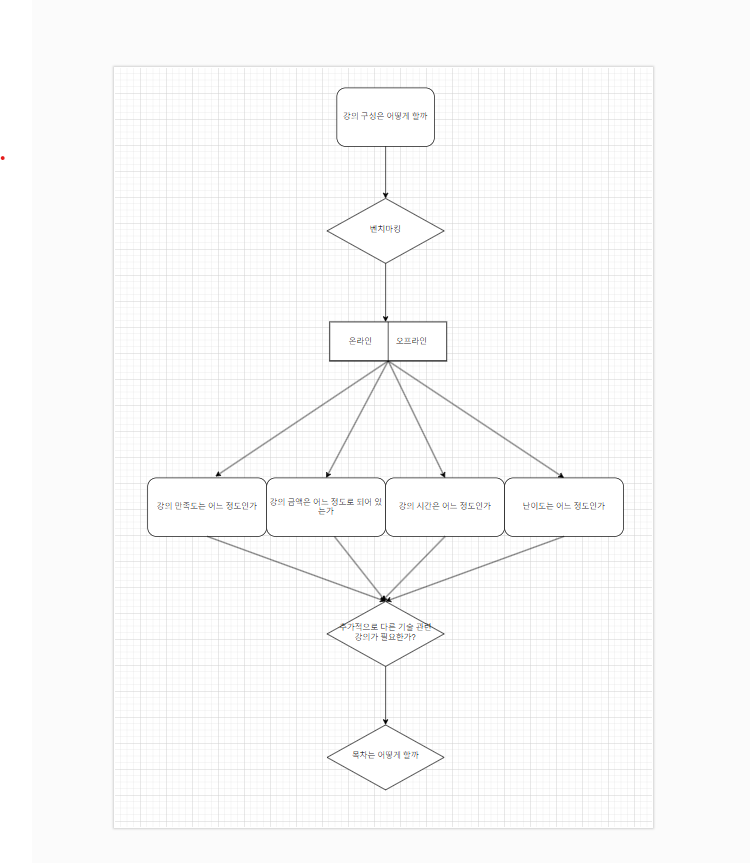 강의 구성은 어떻게 할까
벤치마킹
온라인
오프라인
강의 만족도는 어느 정도인가
강의 금액은 어느 정도로 되어 있
는가
강의 시간은 어느 정도인가
난이도는 어느 정도인가
추가적으로 다른 기술 관련
강의가 필요한가?
목차는 어떻게 할까